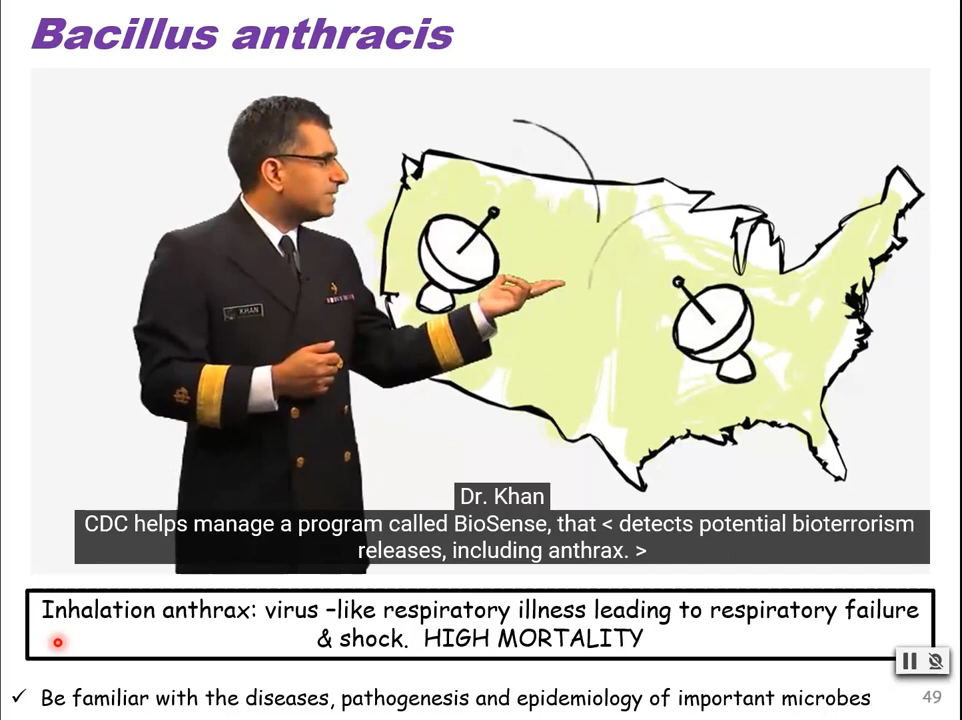 Bacillus anthracis
KHAN
Dr. Khan
CDC helps manage a program called BioSense, that < detects potential bioterrorism
releases, including anthrax. >
Inhalation anthrax: virus –like respiratory illness leading to respiratory failure
& shock.  HIGH MORTALITY
✓ Be familiar with the diseases, pathogenesis and epidemiology of important microbes
49